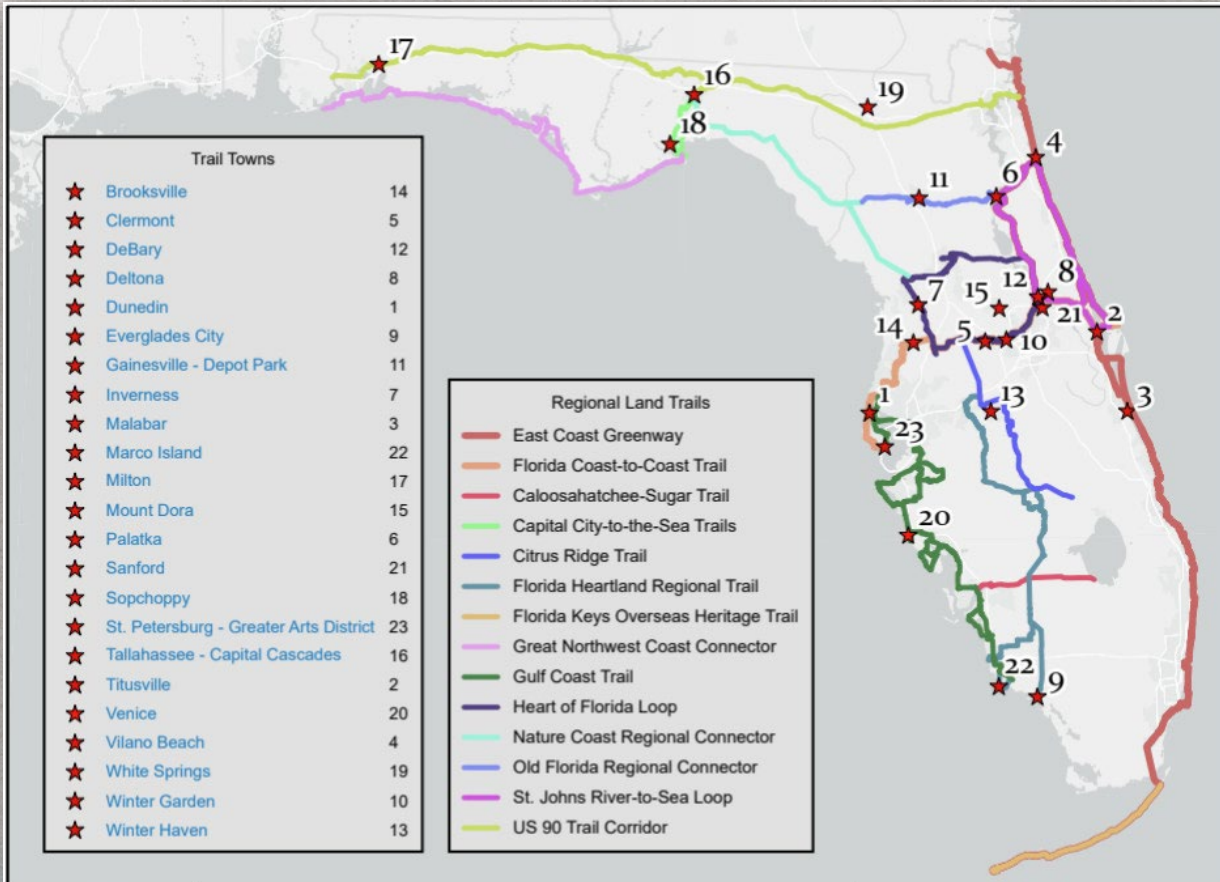 17
16
19
18
4
6
11
12
8
7
15
21
2
14
5
10
1
13
3
23
20
22
9
Trail Towns
Brooksville 14
Clermont 5
DeBary 12
Deltona 8
Dunedin 1
Everglades City 9
Gainesville - Depot Park 11
Inverness 7
Malabar 3
Marco Island 22
Milton 17
Mount Dora 15
Palatka 6
Sanford 21
Sopchoppy 18
St. Petersburg - Greater Arts District 23
Tallahassee - Capital Cascades 16
Titusville 2
Venice 20
Vilano Beach 4
White Springs 19
Winter Garden 10
Winter Haven 13
Regional Land Trails
East Coast Greenway
Florida Coast-to-Coast Trail
Caloosahatchee-Sugar Trail
Capital City-to-the-Sea Trails
Citrus Ridge Trail
Florida Heartland Regional Trail
Florida Keys Overseas Heritage Trail
Great Northwest Coast Connector
Gulf Coast Trail
Heart of Florida Loop
Nature Coast Regional Connector
Old Florida Regional Connector
St. Johns River-to-Sea Loop
US 90 Trail Corridor